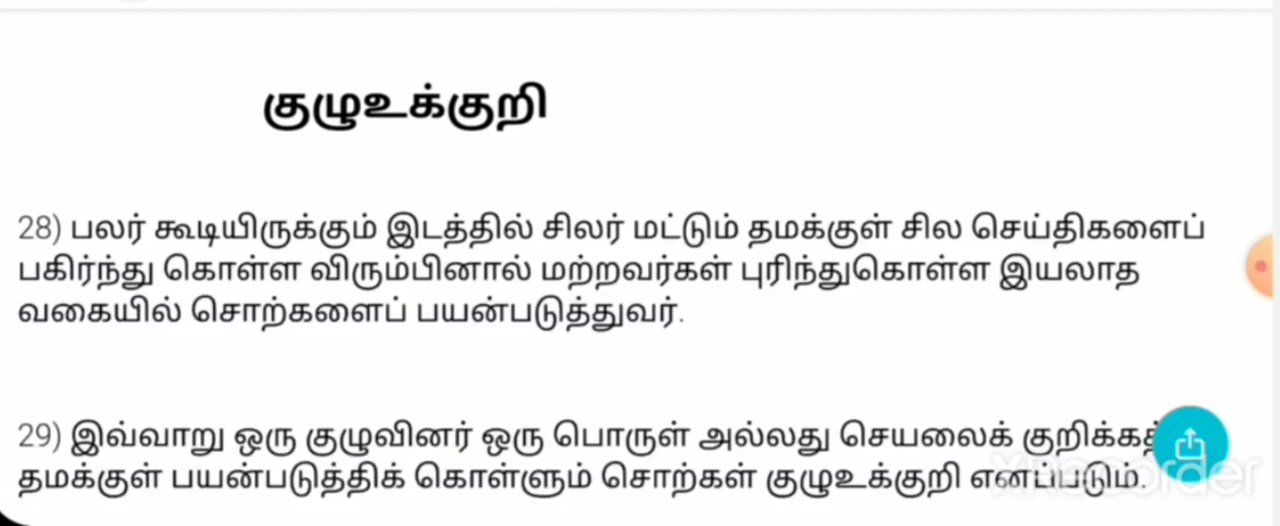 குழுஉக்குறி
28) பலர் கூடியிருக்கும் இடத்தில் சிலர் மட்டும் தமக்குள் சில செய்திகளைப்
பகிர்ந்து கொள்ள விரும்பினால் மற்றவர்கள் புரிந்துகொள்ள இயலாத
வகையில் சொற்களைப் பயன்படுத்துவர்.
29) இவ்வாறு ஒரு குழுவினர் ஒரு பொருள் அல்லது செயலைக் குறிக்கத்
தமக்குள் பயன்படுத்திக் கொள்ளும் சொற்கள் குழுஉக்குறி எனப்படும்.
XRecorder